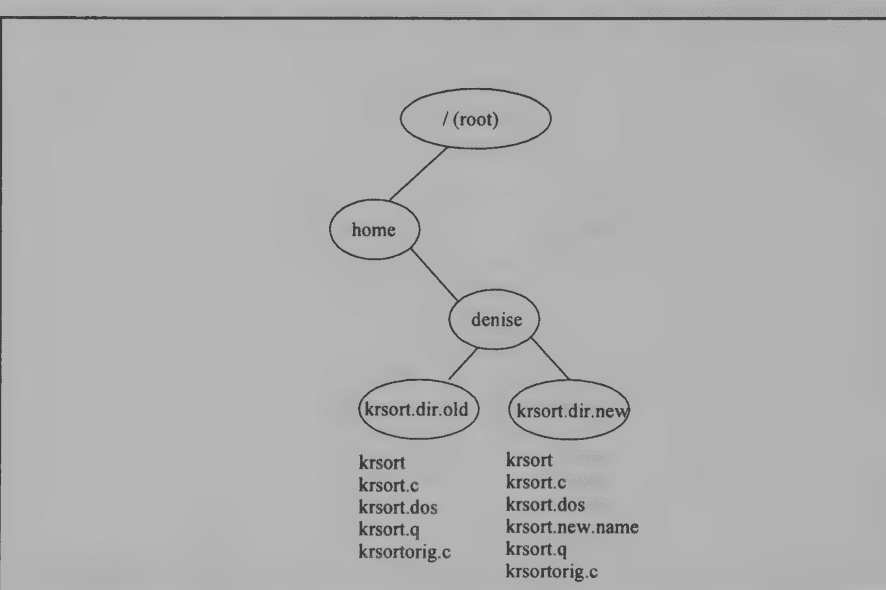 / (root)
home
denise
krsort.dir.old
krsort.dir.new
krsort
krsort.c
krsort.dos
krsort.q
krsortorig.c
krsort
krsort.c
krsort.dos
krsort.new.name
krsort.q
krsortorig.c